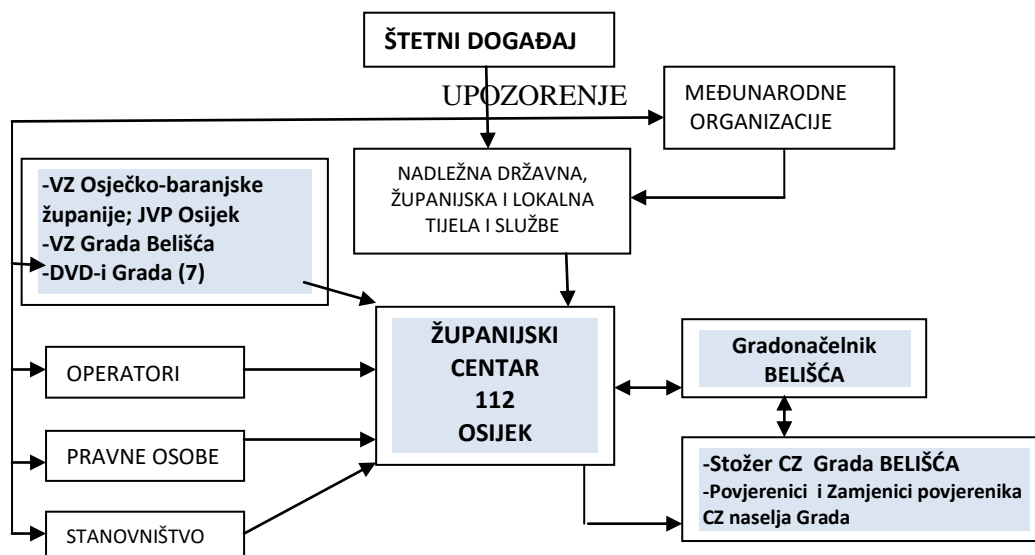 ŠTETNI DOGAĐAJ
UPOZORENJE
MEĐUNARODNE
ORGANIZACIJE
NADLEŽNA DRŽAVNA,
ŽUPANIJSKA I LOKALNA
TIJELA I SLUŽBE
-VZ Osječko-baranjske
županije; JVP Osijek
-VZ Grada Belišća
-DVD-i Grada (7)
ŽUPANIJSKI
CENTAR
112
OSIJEK
Gradonačelnik
BELIŠĆA
OPERATORI
PRAVNE OSOBE
STANOVNIŠTVO
-Stožer CZ Grada BELIŠĆA
-Povjerenici i Zamjenici povjerenika
CZ naselja Grada